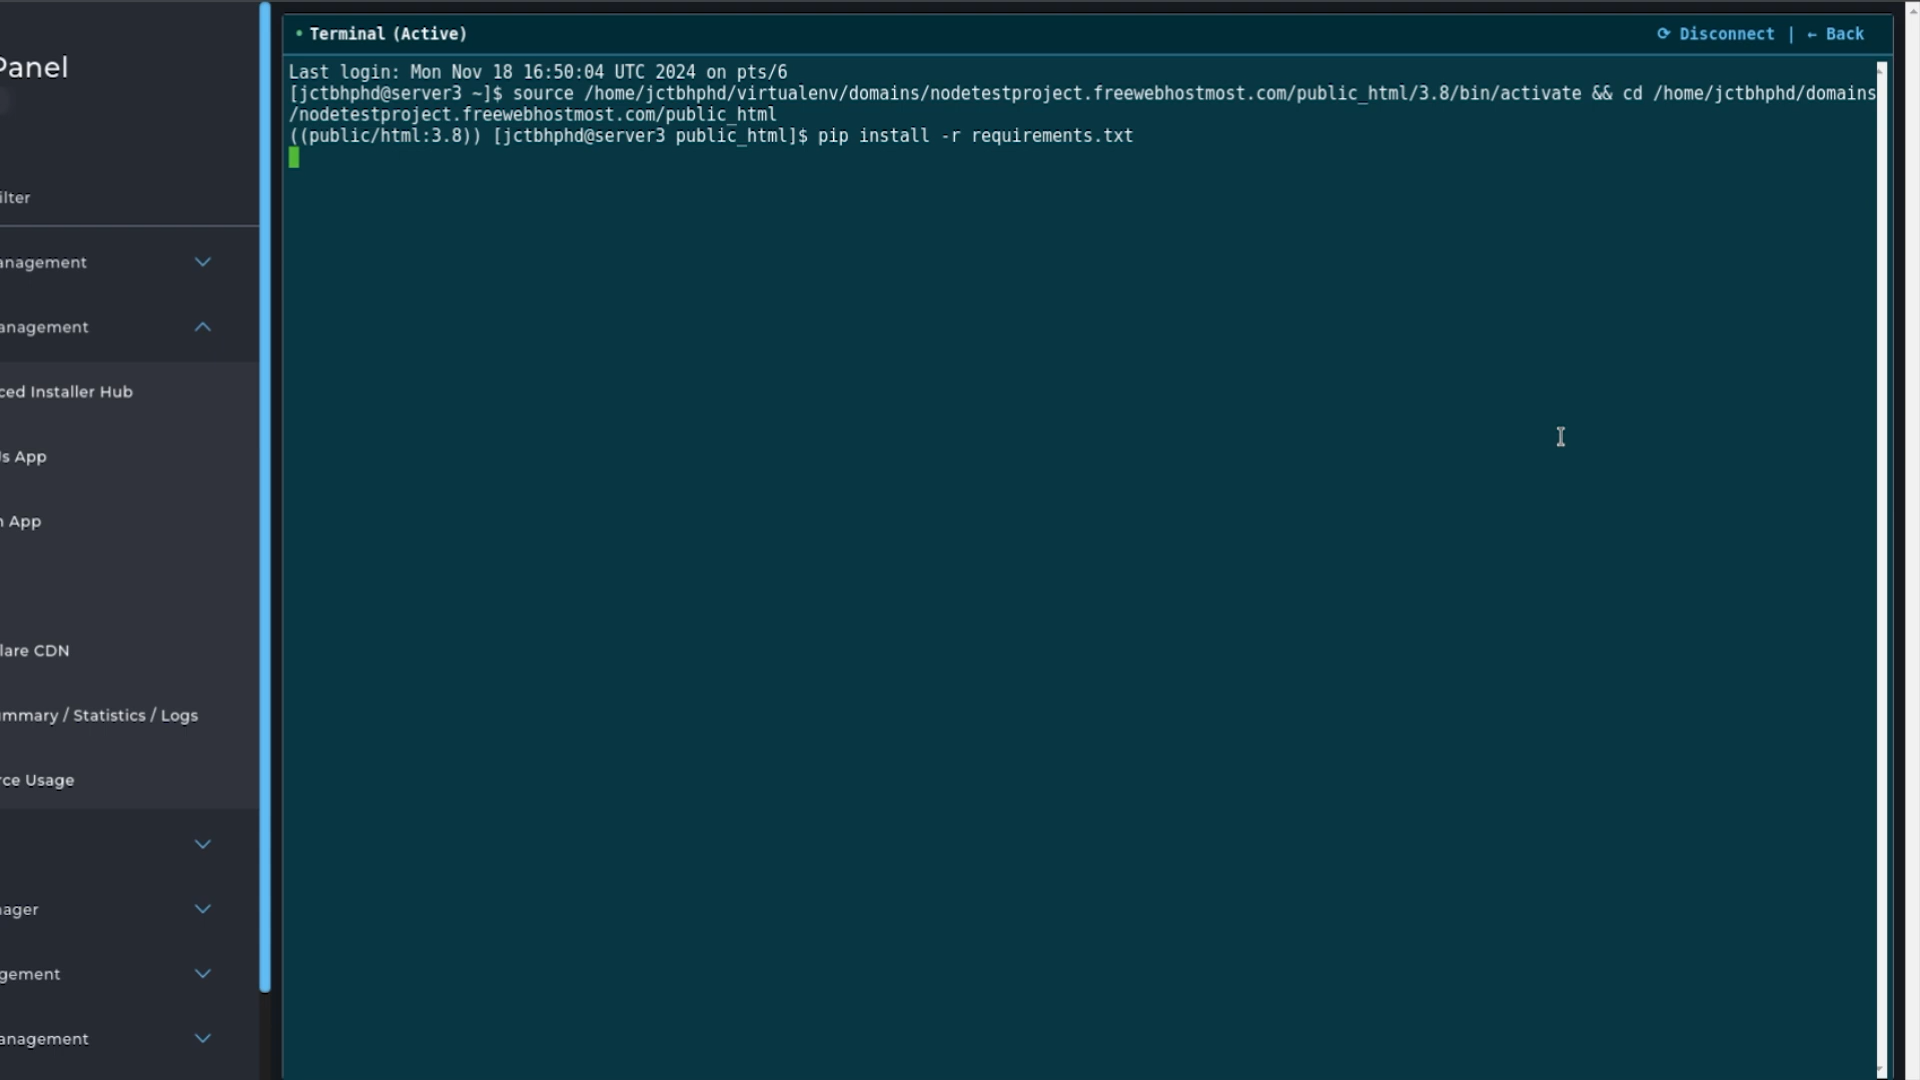 Panel
ilter
anagement
anagement
ced Installer Hub
Js App
n App
lare CDN
mmary / Statistics / Logs
rce Usage
ager
gement
anagement
• Terminal (Active)
⟳ Disconnect | ← Back
Last login: Mon Nov 18 16:50:04 UTC 2024 on pts/6
[jctbhphd@server3 ~]$ source /home/jctbhphd/virtualenv/domains/nodetestproject.freewebhostmost.com/public_html/3.8/bin/activate && cd /home/jctbhphd/domains
/nodetestproject.freewebhostmost.com/public_html
((public/html:3.8)) [jctbhphd@server3 public_html]$ pip install -r requirements.txt